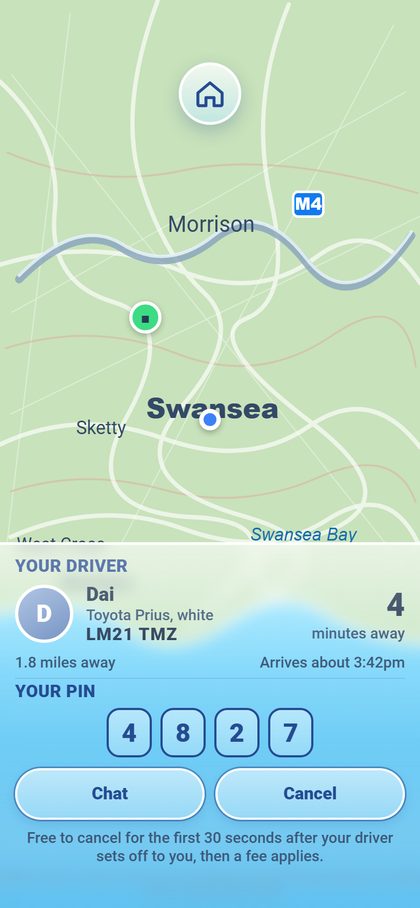 M4
Morrison
Swansea
Sketty
West Cross
Swansea Bay
YOUR DRIVER
D
Dai
Toyota Prius, white
LM21 TMZ
4
minutes away
1.8 miles away
Arrives about 3:42pm
YOUR PIN
4 8 2 7
Chat
Cancel
Free to cancel for the first 30 seconds after your driver
sets off to you, then a fee applies.